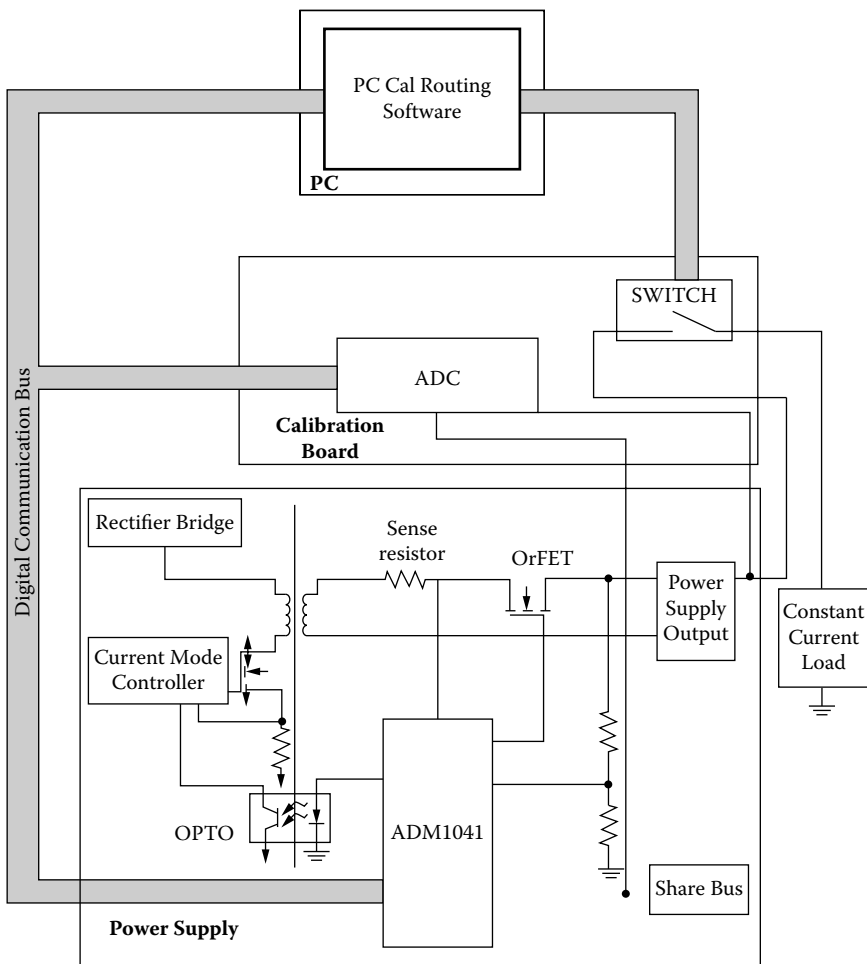 PC Cal Routing
Software
PC
Digital Communication Bus
SWITCH
ADC
Calibration
Board
Rectifier Bridge
Sense
resistor
OrFET
Power
Supply
Output
Constant
Current
Load
Current Mode
Controller
OPTO
ADM1041
Share Bus
Power Supply